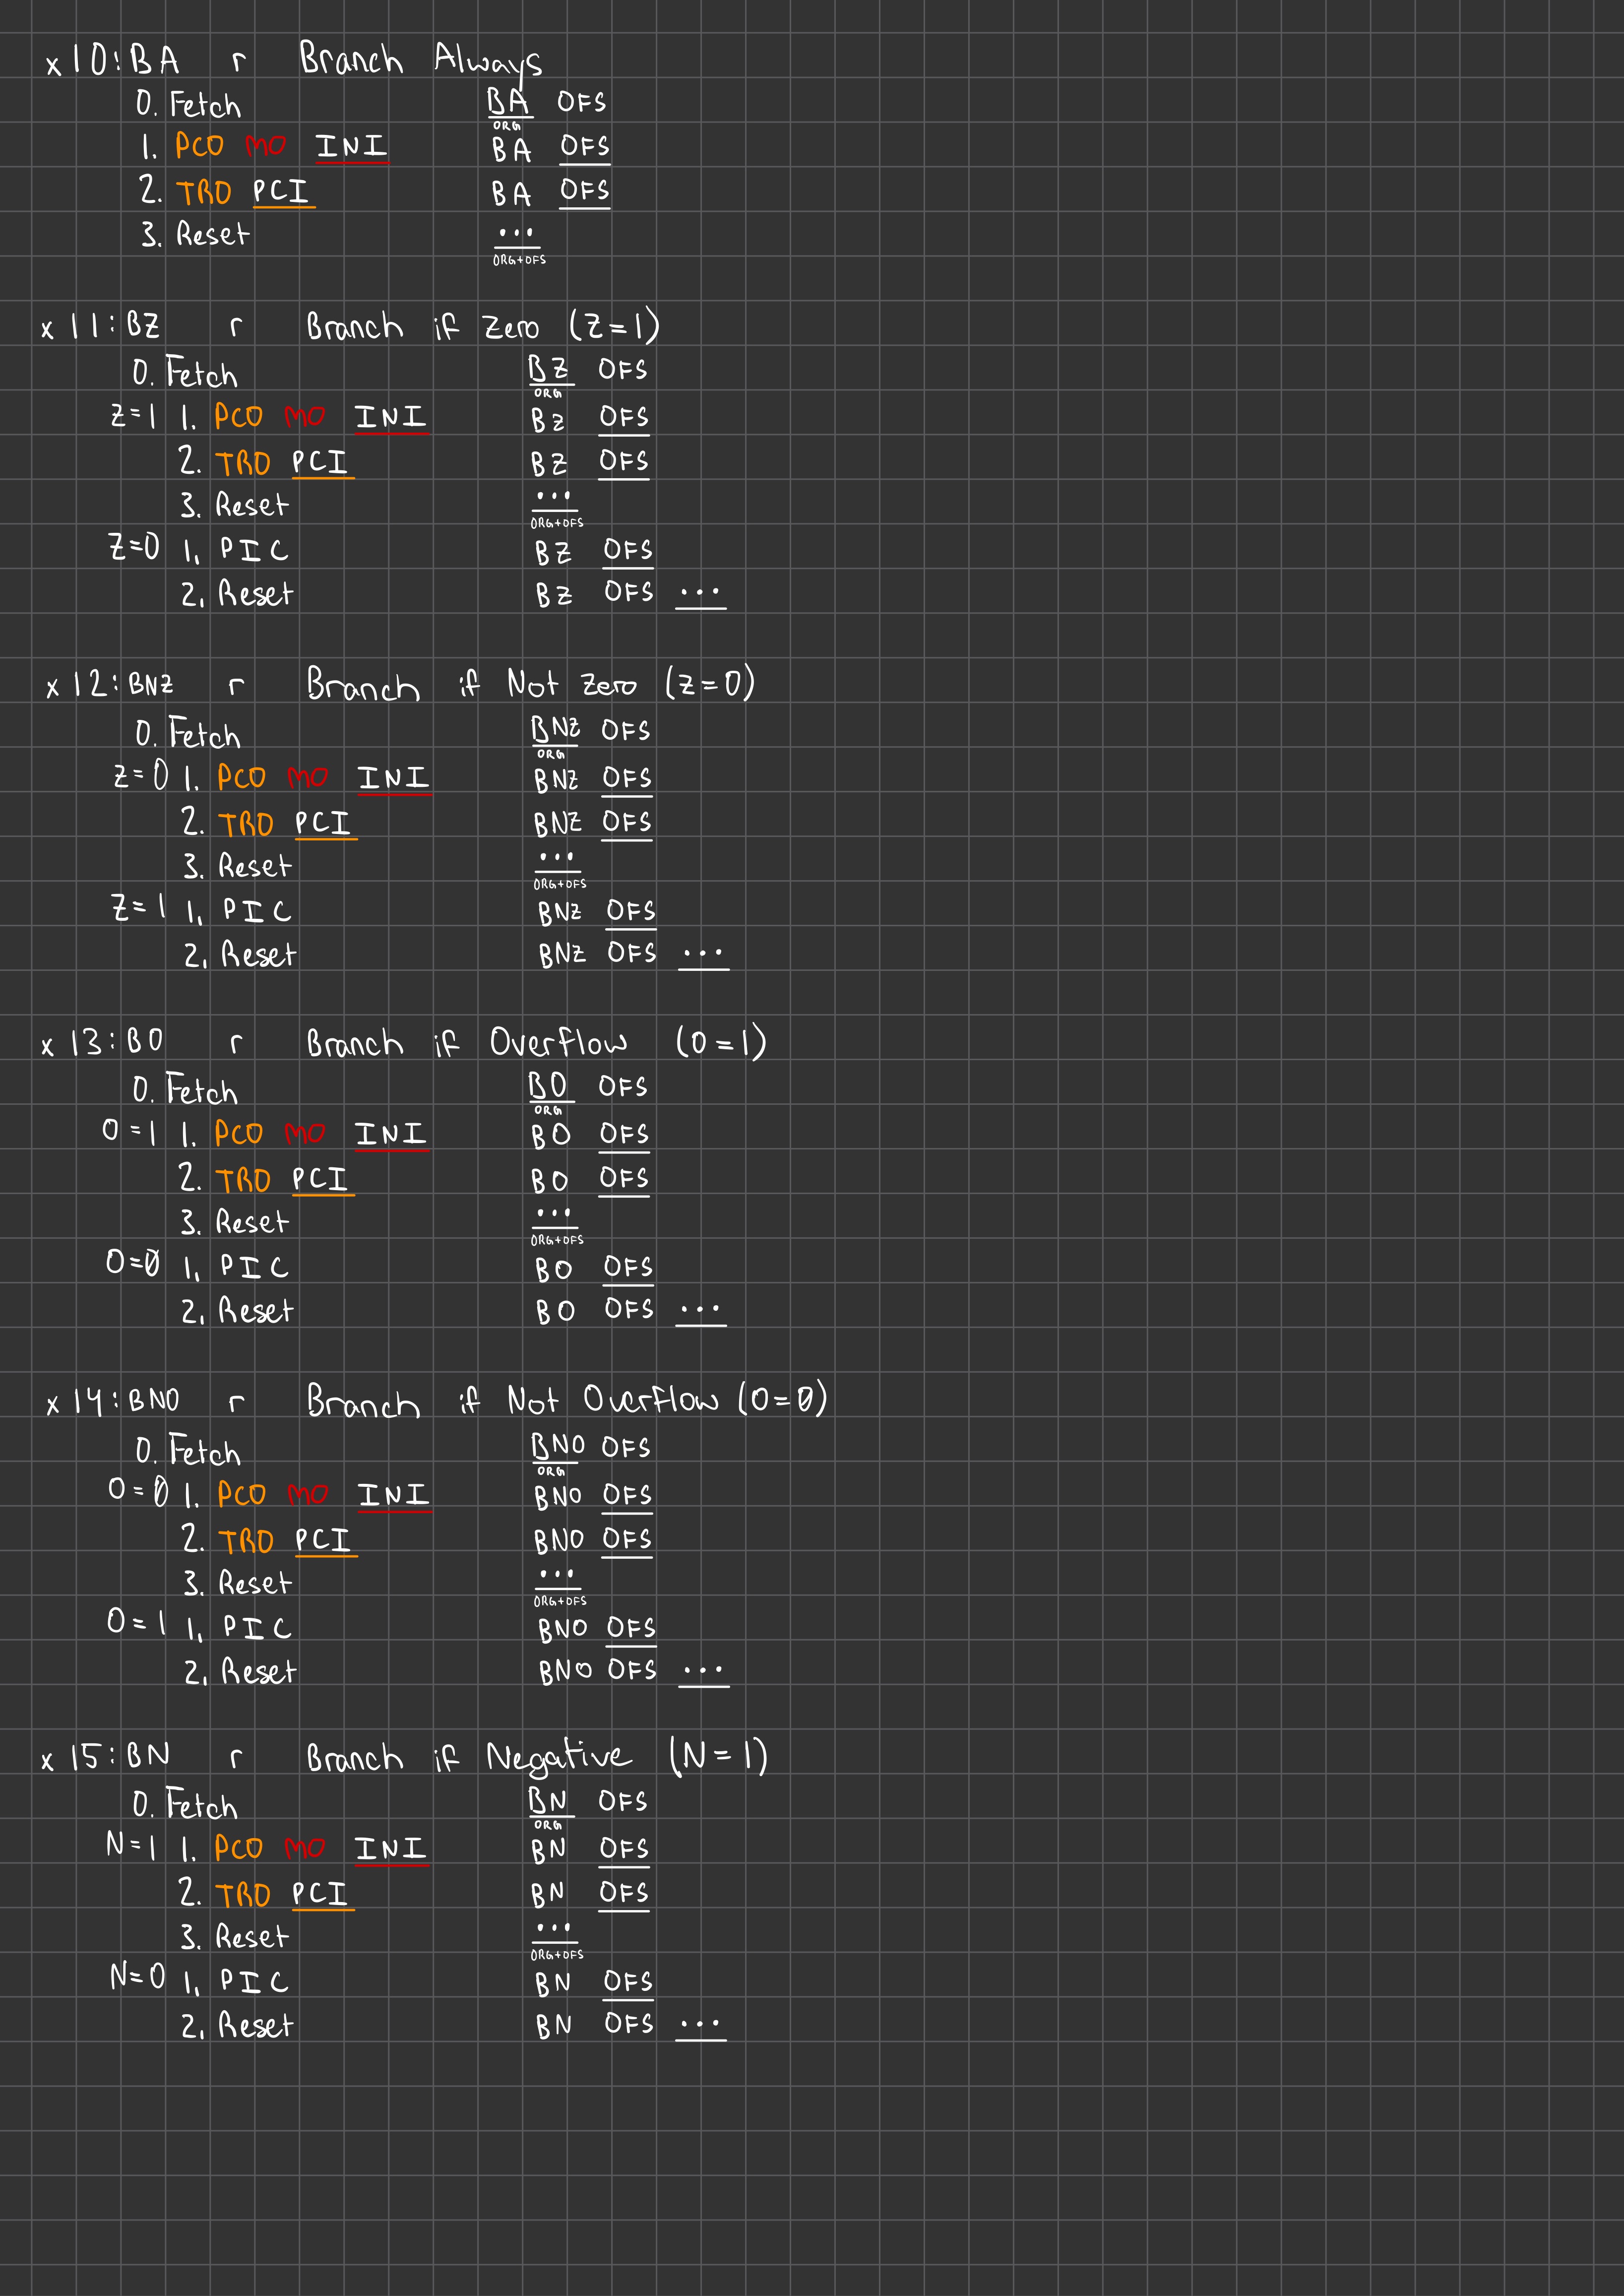 x10:BA r Branch Always
0. Fetch BA OFS
ORG
1. PCO MO INI BA OFS
2. TRO PCI BA OFS
3. Reset ...
ORG+OFS
x11:BZ r Branch if Zero (Z=1)
0. Fetch BZ OFS
ORG
Z=1 1. PCO MO INI BZ OFS
2. TRO PCI BZ OFS
3. Reset ...
ORG+OFS
Z=0 1. PIC BZ OFS
2. Reset BZ OFS ...
x12:BNZ r Branch if Not Zero (Z=0)
0. Fetch BNZ OFS
ORG
Z=0 1. PCO MO INI BNZ OFS
2. TRO PCI BNZ OFS
3. Reset ...
ORG+OFS
Z=1 1. PIC BNZ OFS
2. Reset BNZ OFS ...
x13:BO r Branch if Overflow (O=1)
0. Fetch BO OFS
ORG
O=1 1. PCO MO INI BO OFS
2. TRO PCI BO OFS
3. Reset ...
ORG+OFS
O=0 1. PIC BO OFS
2. Reset BO OFS ...
x14:BNO r Branch if Not Overflow (O=0)
0. Fetch BNO OFS
ORG
O=0 1. PCO MO INI BNO OFS
2. TRO PCI BNO OFS
3. Reset ...
ORG+OFS
O=1 1. PIC BNO OFS
2. Reset BNO OFS ...
x15:BN r Branch if Negative (N=1)
0. Fetch BN OFS
ORG
N=1 1. PCO MO INI BN OFS
2. TRO PCI BN OFS
3. Reset ...
ORG+OFS
N=0 1. PIC BN OFS
2. Reset BN OFS ...